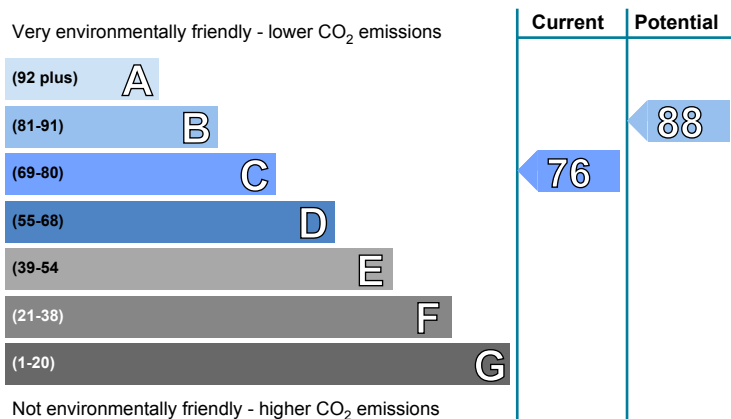 Very environmentally friendly - lower CO₂ emissions
Current
Potential
(92 plus) A
(81-91) B
88
(69-80) C
76
(55-68) D
(39-54 E
(21-38) F
(1-20) G
Not environmentally friendly - higher CO₂ emissions